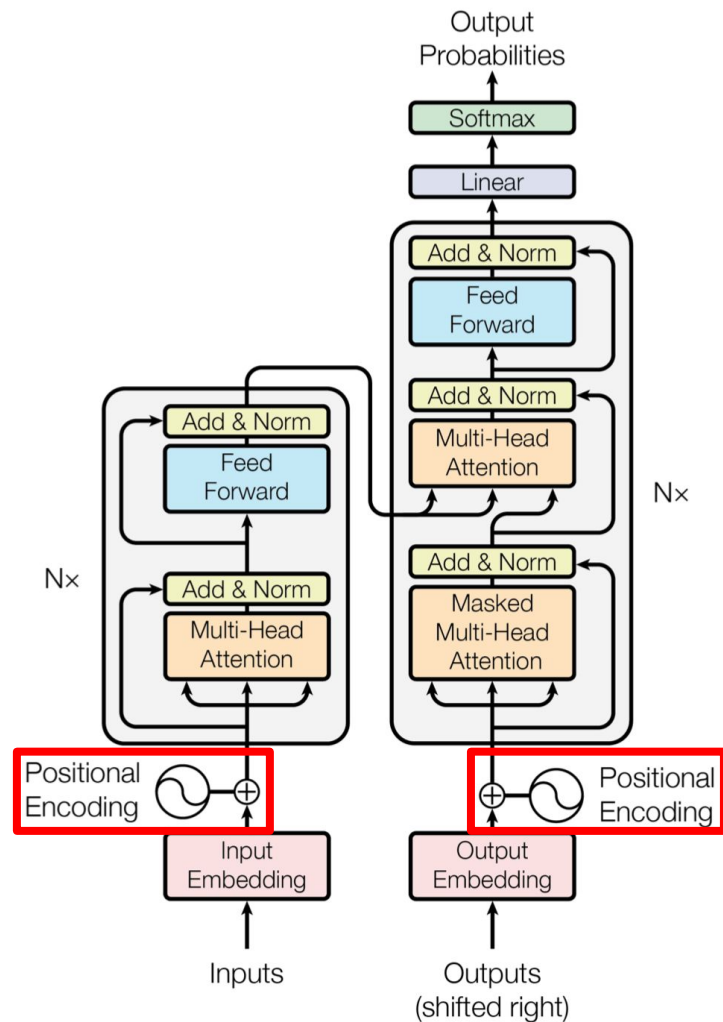 Output
Probabilities
Softmax
Linear
Add & Norm
Feed
Forward
Add & Norm
Multi-Head
Attention
Add & Norm
Masked
Multi-Head
Attention
Nx
Add & Norm
Feed
Forward
Add & Norm
Multi-Head
Attention
Nx
Positional
Encoding
Positional
Encoding
Input
Embedding
Output
Embedding
Inputs
Outputs
(shifted right)